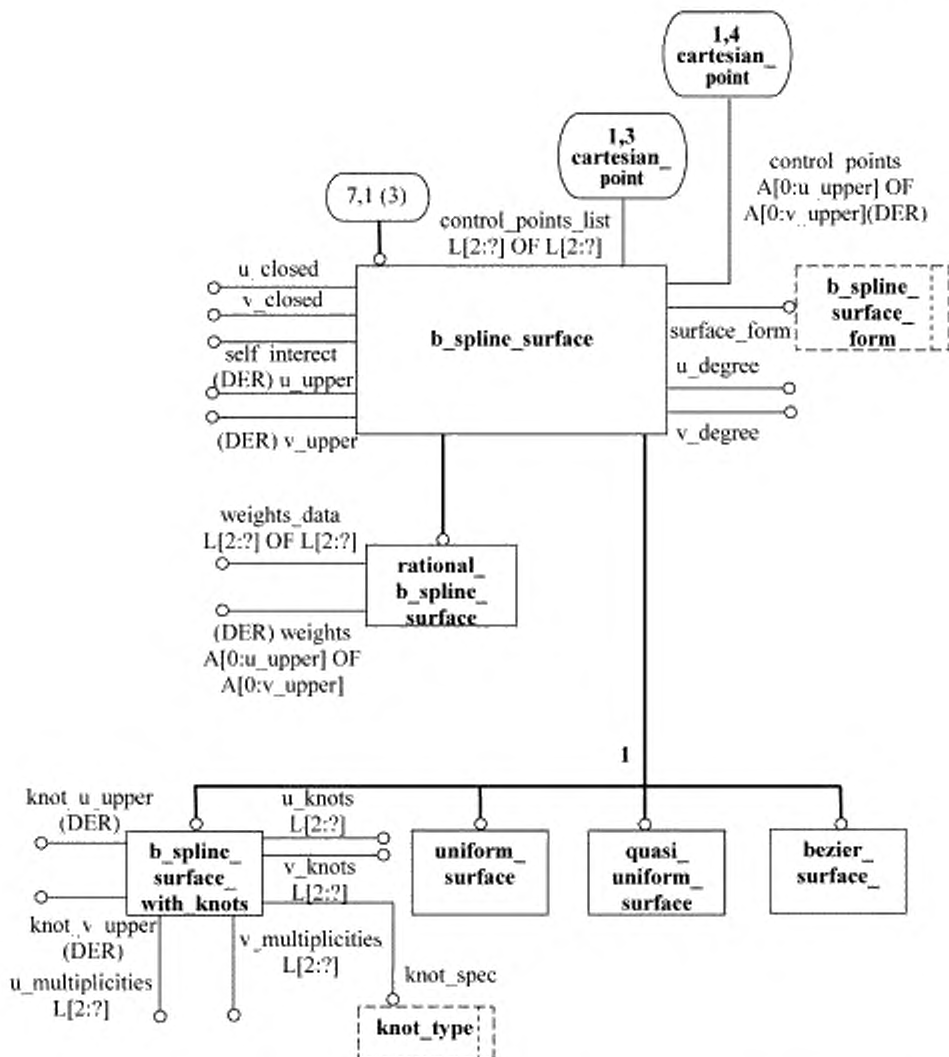 1,4
cartesian_
point
1,3
cartesian_
point
control points
A[0:u_upper] OF
A[0:v_upper](DER)
7,1 (3)
control_points_list
L[2:?] OF L[2:?]
u_closed
v_closed
self_interect
(DER) u_upper
(DER) v_upper
b_spline_surface
surface_form
b_spline_
surface_
form
u_degree
v_degree
weights_data
L[2:?] OF L[2:?]
rational_
b_spline_
surface
(DER) weights
A[0:u_upper] OF
A[0:v_upper]
1
knot_u_upper
(DER)
u_knots
L[2:?]
b_spline_
surface_
with_knots
v_knots
L[2:?]
uniform_
surface
quasi_
uniform_
surface
bezier_
surface_
knot_v_upper
(DER)
v_multiplicities
L[2:?]
u_multiplicities
L[2:?]
knot_spec
knot_type